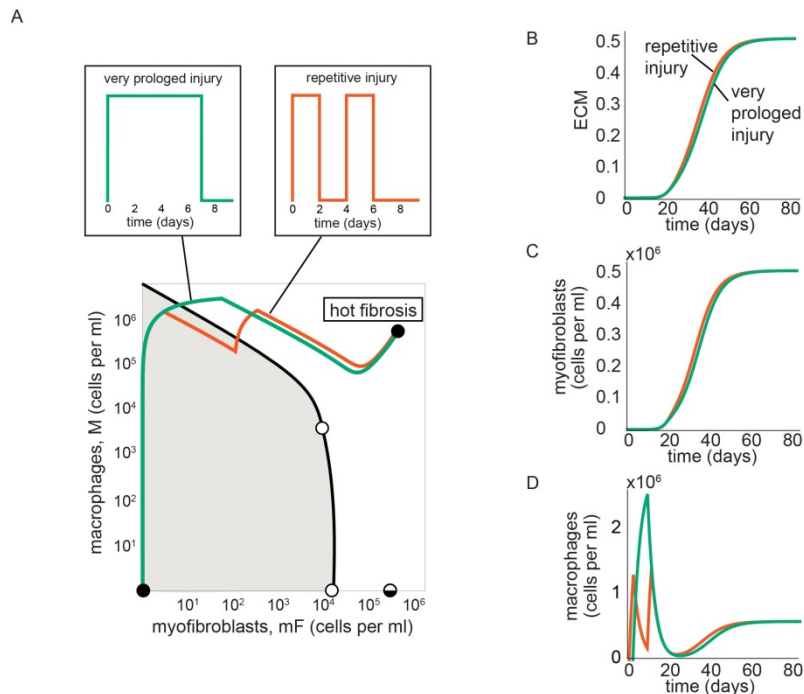 A
very prologed injury
0 2 4 6 8
time (days)
repetitive injury
0 2 4 6 8
time (days)
hot fibrosis
macrophages, M (cells per ml)
10⁶
10⁵
10⁴
10³
10²
10¹
10¹ 10² 10³ 10⁴ 10⁵ 10⁶
myofibroblasts, mF (cells per ml)
B
ECM
0.5
0.4
0.3
0.2
0.1
0
repetitive
injury
very
prologed
injury
0 20 40 60 80
time (days)
C
x10⁶
myofibroblasts
(cells per ml)
0.5
0.4
0.3
0.2
0.1
0
0 20 40 60 80
time (days)
D
x10⁶
macrophages
(cells per ml)
2
1
0
0 20 40 60 80
time (days)